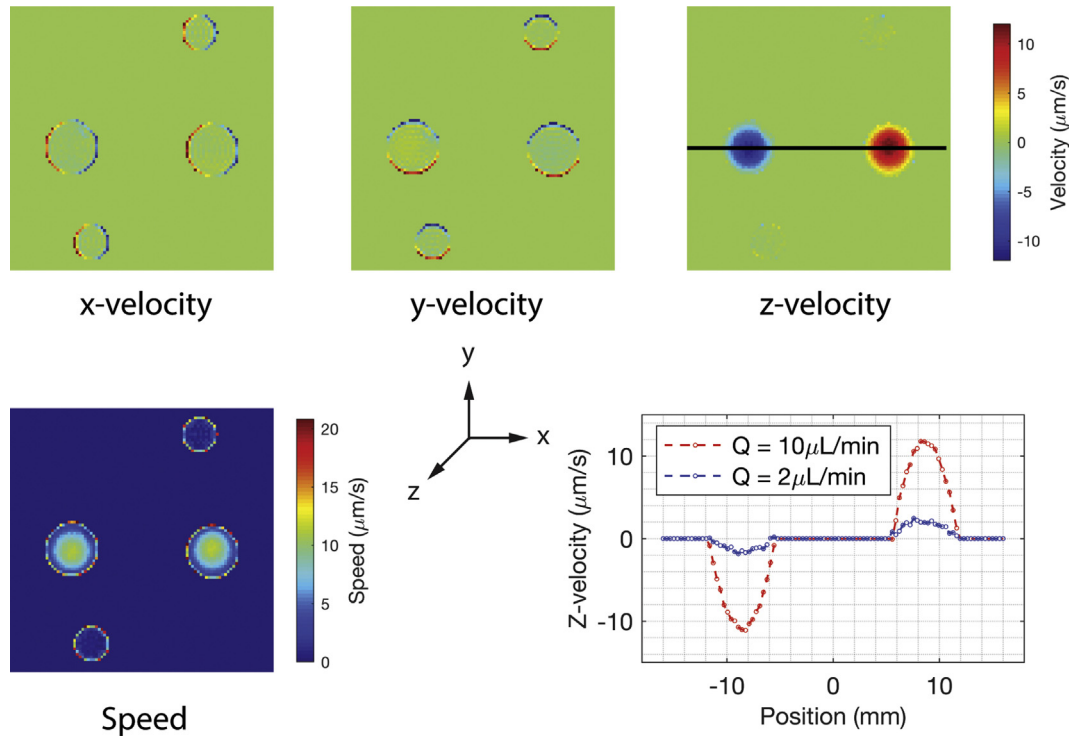 x-velocity
y-velocity
z-velocity
10
5
0
-5
-10
Velocity (μm/s)
20
15
10
5
0
Speed (μm/s)
Speed
y
x
z
Q = 10μL/min
Q = 2μL/min
10
0
-10
Z-velocity (μm/s)
-10
0
10
Position (mm)